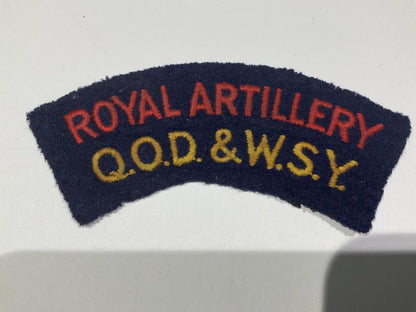 ROYAL ARTILLERY
Q.O.D. & W.S.Y.